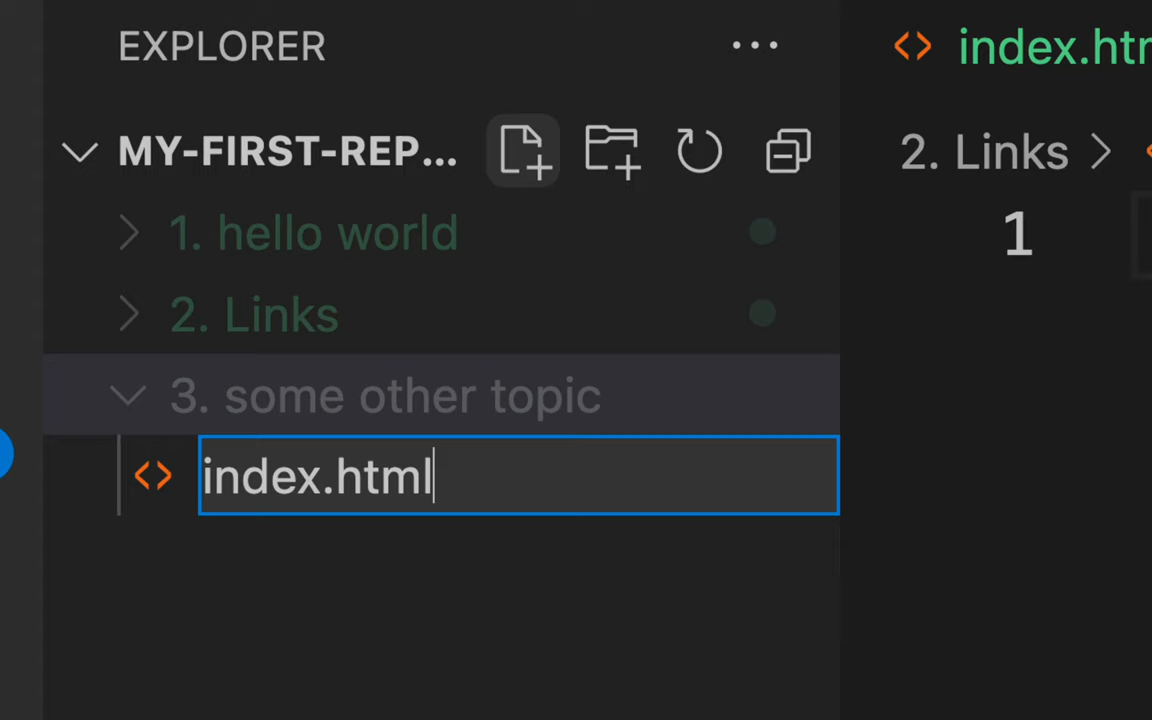 EXPLORER
MY-FIRST-REP...
1. hello world
2. Links
3. some other topic
index.html
index.htm
2. Links
1